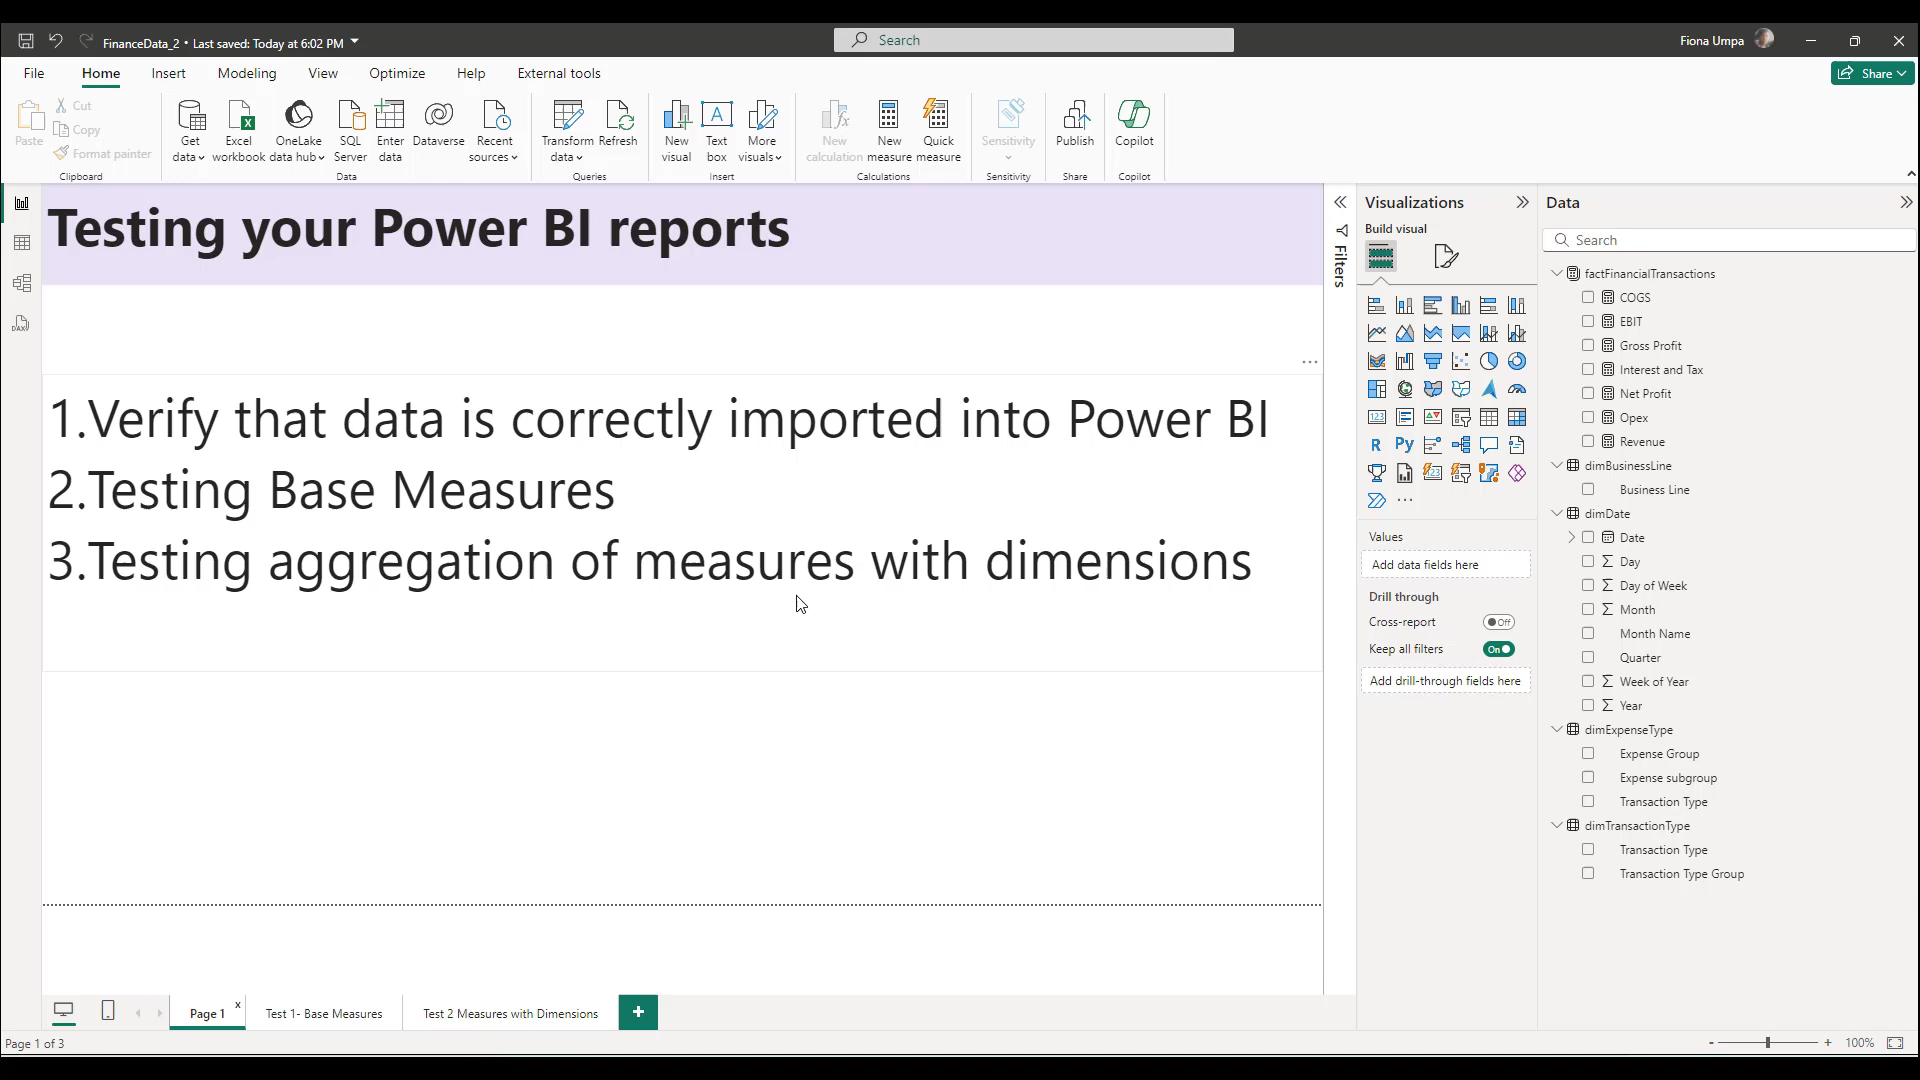 FinanceData_2 • Last saved: Today at 6:02 PM
Search
Fiona Umpa
File Home Insert Modeling View Optimize Help External tools
Share
Paste
Cut
Copy
Format painter
Clipboard
Get data
Excel workbook
OneLake data hub
SQL Server
Enter data
Dataverse
Recent sources
Data
Transform data
Refresh
Queries
New visual
Text box
More visuals
Insert
New calculation
New measure
Quick measure
Calculations
Sensitivity
Sensitivity
Publish
Share
Copilot
Copilot
Testing your Power BI reports
1.Verify that data is correctly imported into Power BI
2.Testing Base Measures
3.Testing aggregation of measures with dimensions
Filters
Visualizations
Build visual
R
Py
123
Values
Add data fields here
Drill through
Cross-report
Off
Keep all filters
On
Add drill-through fields here
Data
Search
factFinancialTransactions
COGS
EBIT
Gross Profit
Interest and Tax
Net Profit
Opex
Revenue
dimBusinessLine
Business Line
dimDate
Date
Day
Day of Week
Month
Month Name
Quarter
Week of Year
Year
dimExpenseType
Expense Group
Expense subgroup
Transaction Type
dimTransactionType
Transaction Type
Transaction Type Group
Page 1
Test 1- Base Measures
Test 2 Measures with Dimensions
Page 1 of 3
100%